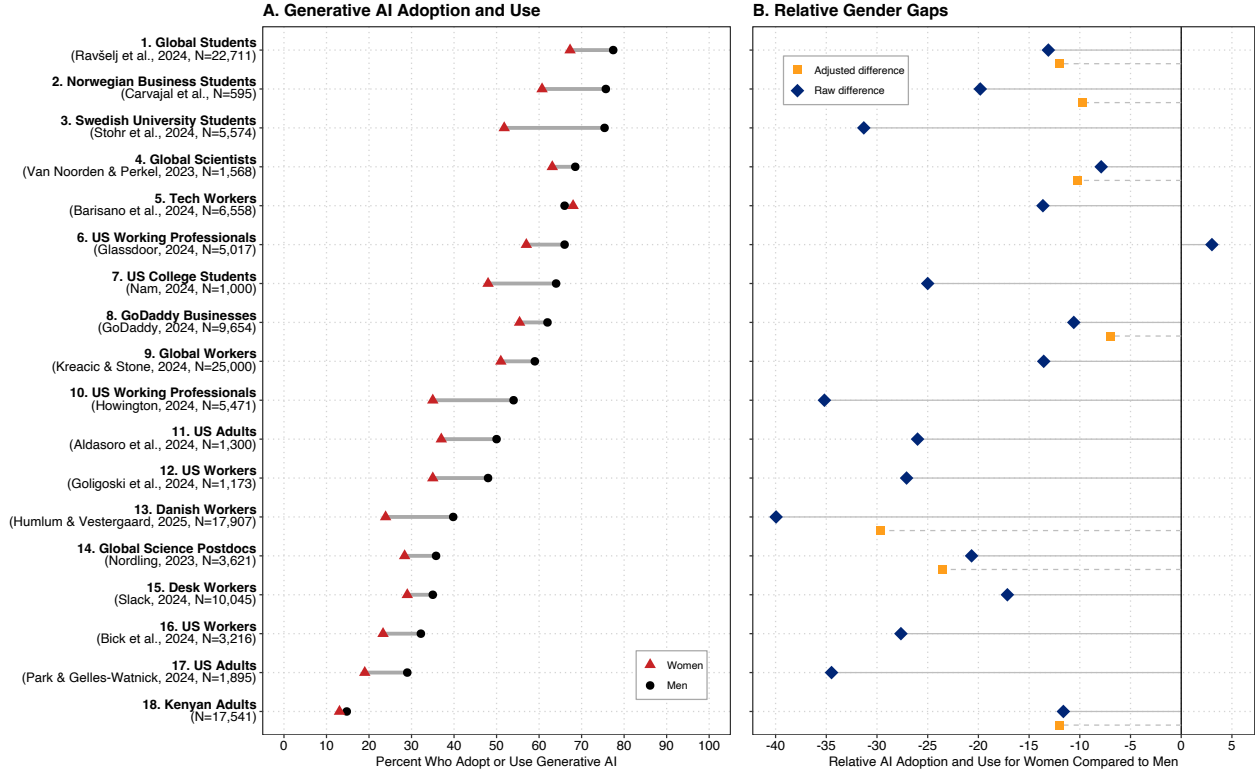 A. Generative AI Adoption and Use
B. Relative Gender Gaps
1. Global Students
(Ravšelj et al., 2024, N=22,711)
2. Norwegian Business Students
(Carvajal et al., N=595)
3. Swedish University Students
(Stohr et al., 2024, N=5,574)
4. Global Scientists
(Van Noorden & Perkel, 2023, N=1,568)
5. Tech Workers
(Barisano et al., 2024, N=6,558)
6. US Working Professionals
(Glassdoor, 2024, N=5,017)
7. US College Students
(Nam, 2024, N=1,000)
8. GoDaddy Businesses
(GoDaddy, 2024, N=9,654)
9. Global Workers
(Kreacic & Stone, 2024, N=25,000)
10. US Working Professionals
(Howington, 2024, N=5,471)
11. US Adults
(Aldasoro et al., 2024, N=1,300)
12. US Workers
(Goligoski et al., 2024, N=1,173)
13. Danish Workers
(Humlum & Vestergaard, 2025, N=17,907)
14. Global Science Postdocs
(Nordling, 2023, N=3,621)
15. Desk Workers
(Slack, 2024, N=10,045)
16. US Workers
(Bick et al., 2024, N=3,216)
17. US Adults
(Park & Gelles-Watnick, 2024, N=1,895)
18. Kenyan Adults
(N=17,541)
Women
Men
0 10 20 30 40 50 60 70 80 90 100
Percent Who Adopt or Use Generative AI
Adjusted difference
Raw difference
-40 -35 -30 -25 -20 -15 -10 -5 0 5
Relative AI Adoption and Use for Women Compared to Men